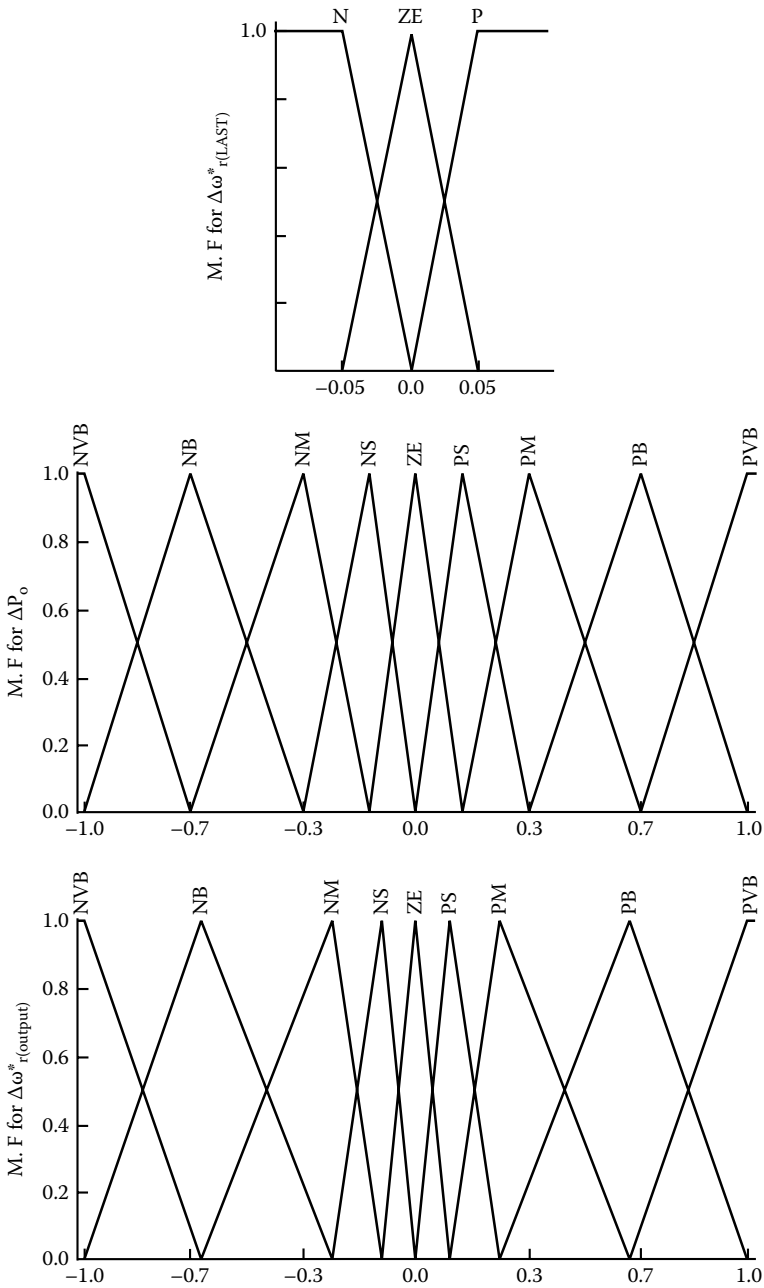 N ZE P
1.0
M. F for Δω*r(LAST)
−0.05 0.0 0.05
NVB NB NM NS ZE PS PM PB PVB
1.0
0.8
0.6
0.4
0.2
0.0
M. F for ΔPo
−1.0 −0.7 −0.3 0.0 0.3 0.7 1.0
NVB NB NM NS ZE PS PM PB PVB
1.0
0.8
0.6
0.4
0.2
0.0
M. F for Δω*r(output)
−1.0 −0.7 −0.3 0.0 0.3 0.7 1.0